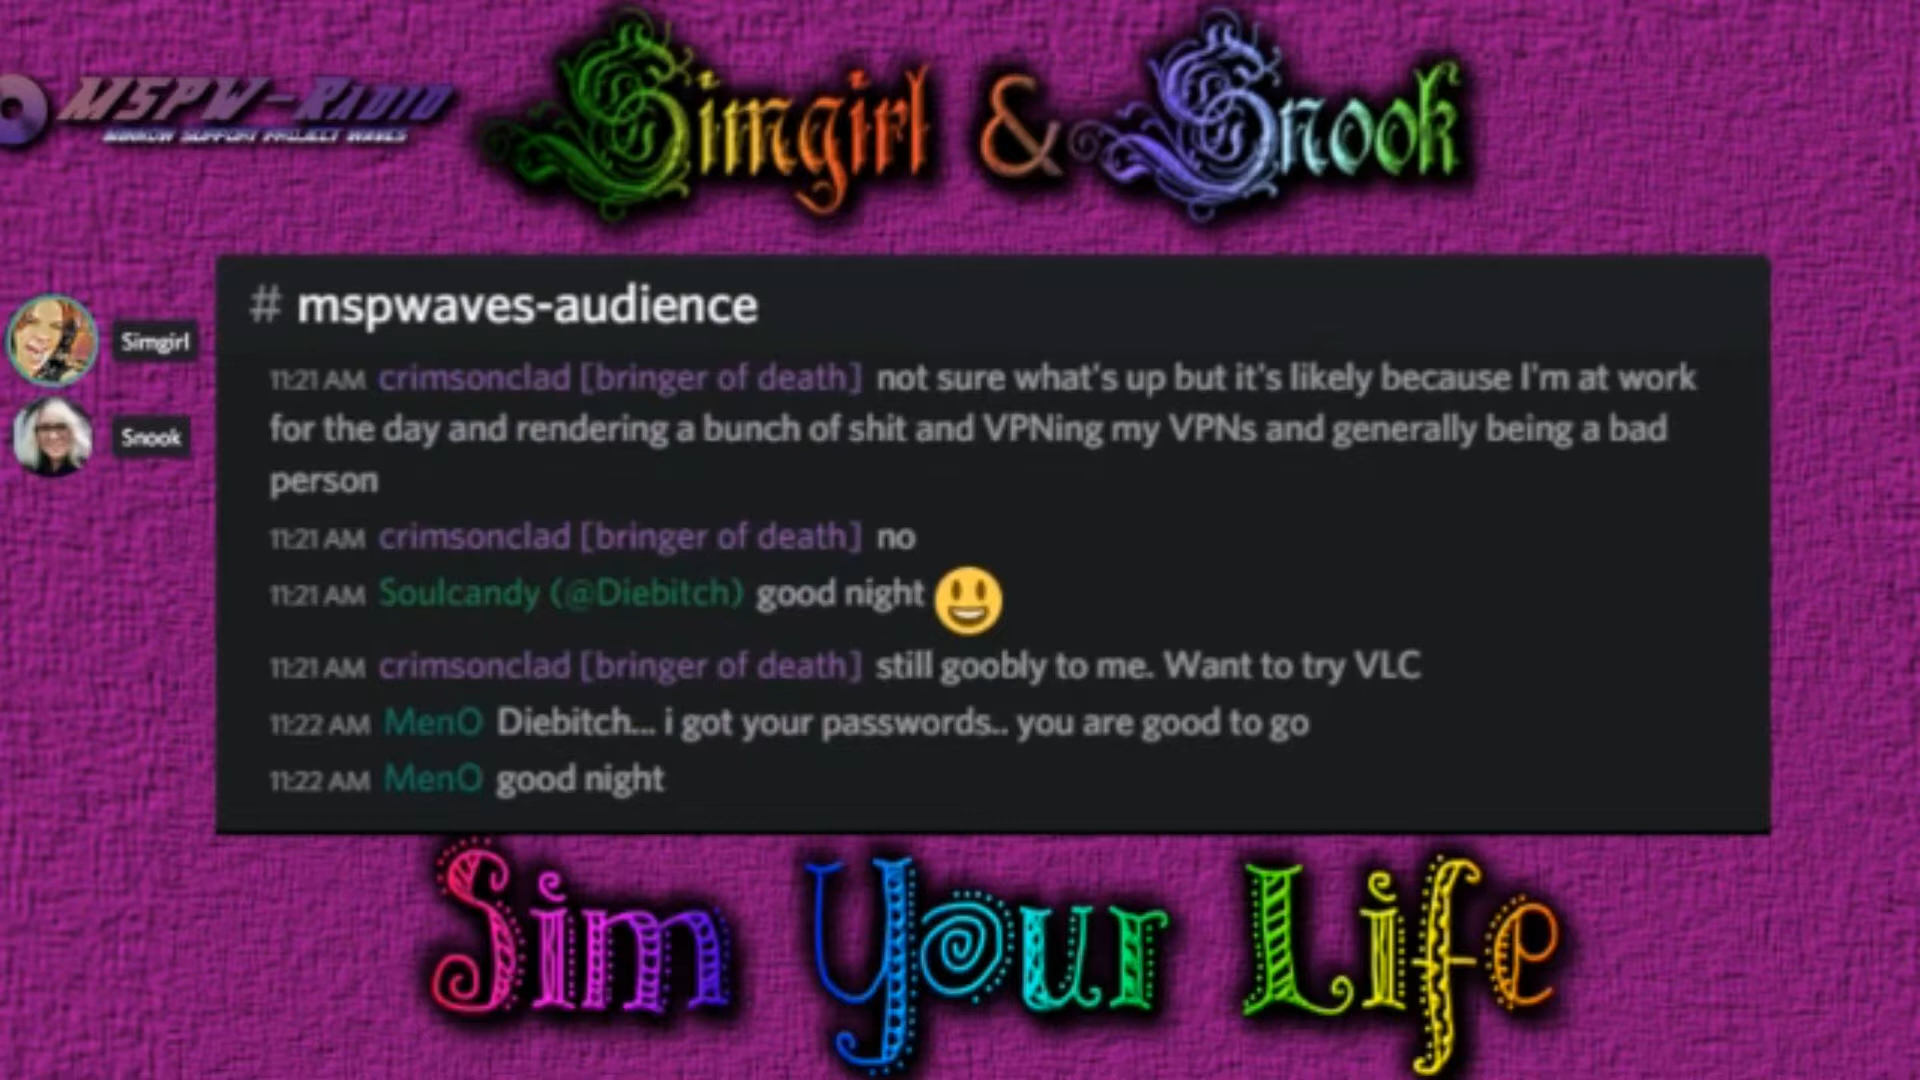 MSPW-Radio
MINNOW SUPPORT PROJECT WAVES
Simgirl & Snook
# mspwaves-audience
Simgirl
Snook
11:21 AM crimsonclad [bringer of death] not sure what's up but it's likely because I'm at work
for the day and rendering a bunch of shit and VPNing my VPNs and generally being a bad
person
11:21 AM crimsonclad [bringer of death] no
11:21 AM Soulcandy (@Diebitch) good night 😃
11:21 AM crimsonclad [bringer of death] still goobly to me. Want to try VLC
11:22 AM MenO Diebitch... i got your passwords.. you are good to go
11:22 AM MenO good night
Sim Your Life